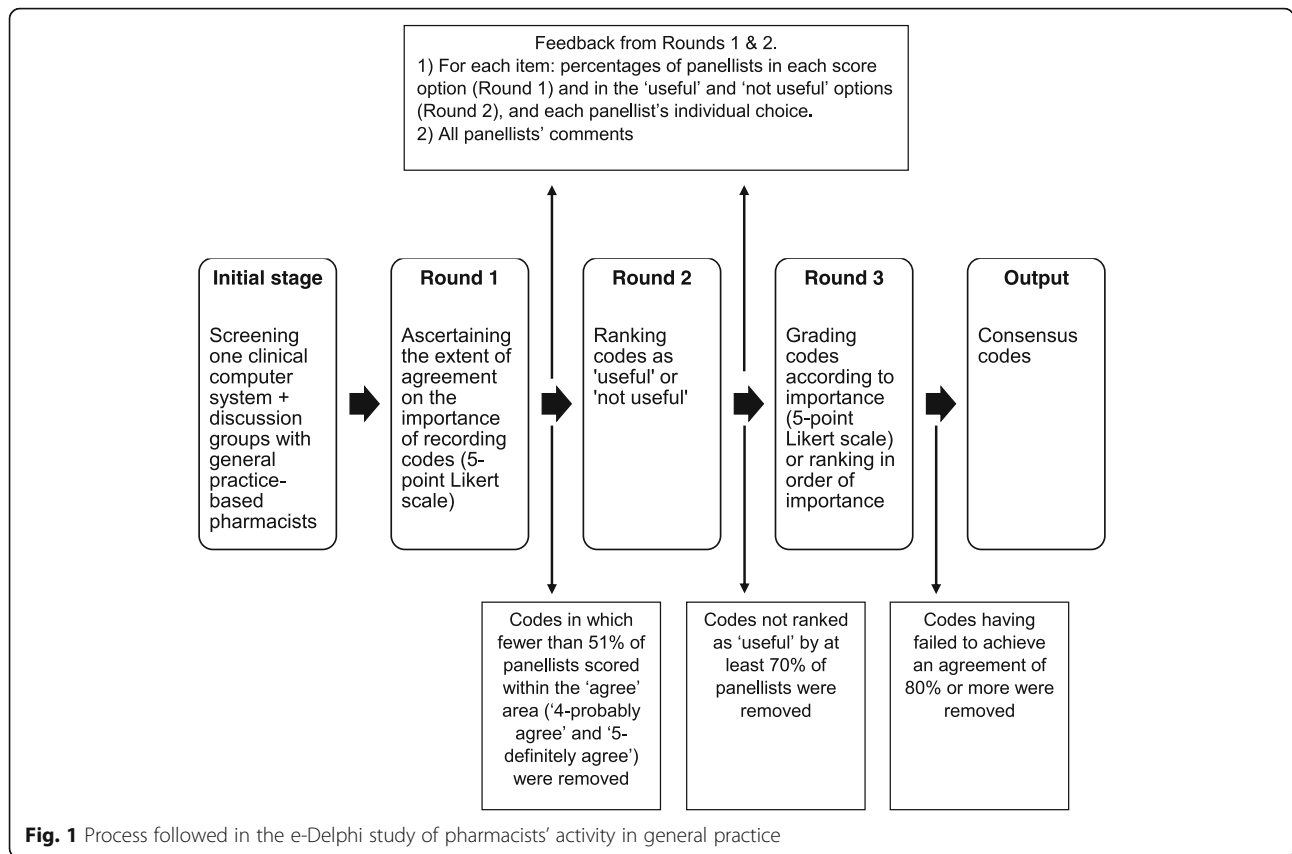 Feedback from Rounds 1 & 2.
1) For each item: percentages of panellists in each score
option (Round 1) and in the 'useful' and 'not useful' options
(Round 2), and each panellist's individual choice.
2) All panellists' comments
Initial stage
Screening
one clinical
computer
system +
discussion
groups with
general
practice-
based
pharmacists
Round 1
Ascertaining
the extent of
agreement
on the
importance
of recording
codes (5-
point Likert
scale)
Round 2
Ranking
codes as
'useful' or
'not useful'
Round 3
Grading
codes
according to
importance
(5-point
Likert scale)
or ranking in
order of
importance
Output
Consensus
codes
Codes in which
fewer than 51% of
panellists scored
within the 'agree'
area ('4-probably
agree' and '5-
definitely agree')
were removed
Codes not ranked
as 'useful' by at
least 70% of
panellists were
removed
Codes having
failed to achieve
an agreement of
80% or more were
removed
Fig. 1 Process followed in the e-Delphi study of pharmacists' activity in general practice